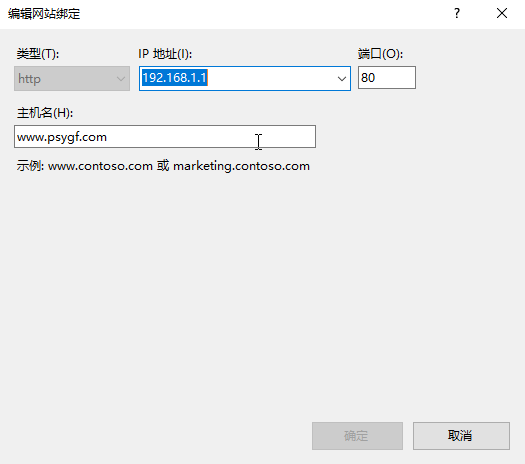 编辑网站绑定 ?
类型(T): IP 地址(I): 端口(O):
http 192.168.1.1 80
主机名(H):
www.psygf.com
示例: www.contoso.com 或 marketing.contoso.com
确定 取消